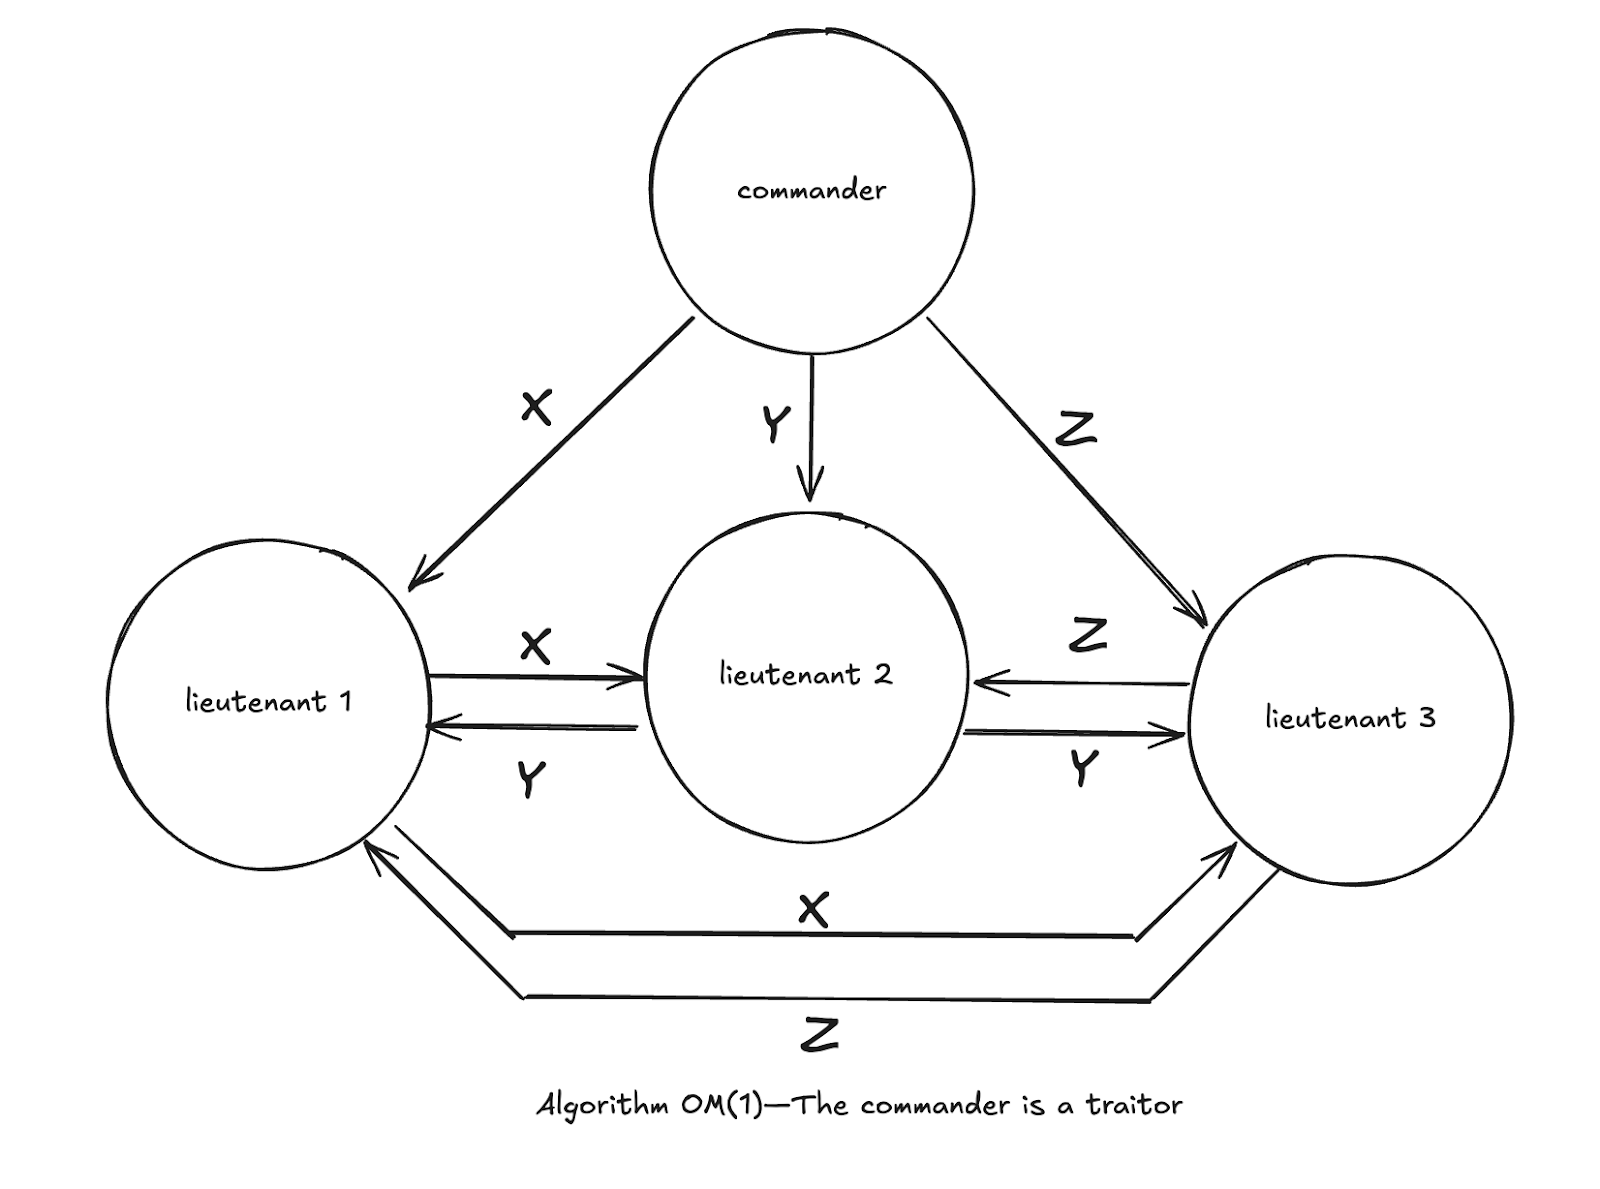 commander
X
Y
Z
X
Z
lieutenant 1
lieutenant 2
lieutenant 3
Y
Y
X
Z
Algorithm OM(1)—The commander is a traitor